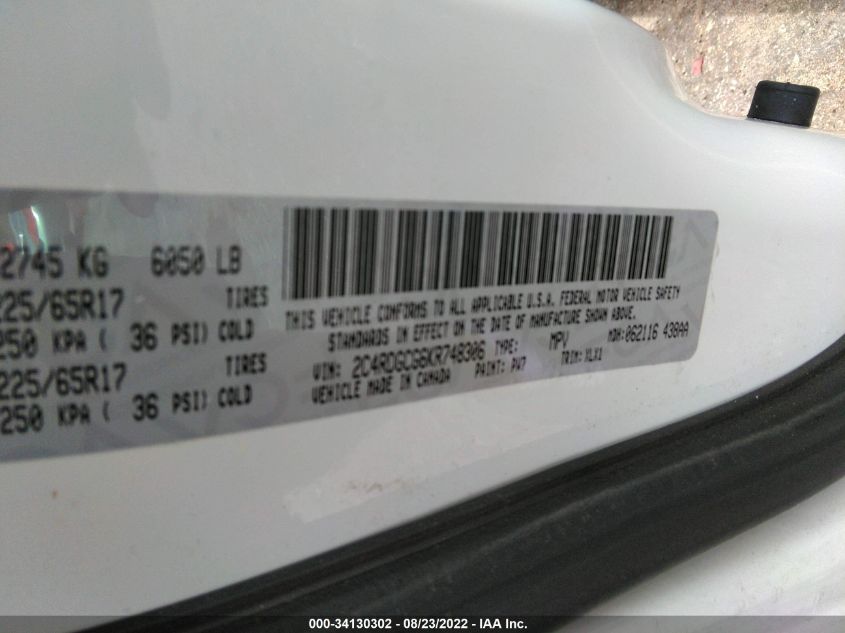 2745 KG 6050 LB
225/65R17 TIRES
250 KPA ( 36 PSI) COLD
225/65R17 TIRES
250 KPA ( 36 PSI) COLD
THIS VEHICLE CONFORMS TO ALL APPLICABLE U.S.A. FEDERAL MOTOR VEHICLE SAFETY
STANDARDS IN EFFECT ON THE DATE OF MANUFACTURE SHOWN ABOVE.
VIN: 2C4RDGCG6KR748306 TYPE: MPV MDH:062116 438AA
VEHICLE MADE IN CANADA PAINT: PW7 TRIM:XLX1
000-34130302 - 08/23/2022 - IAA Inc.